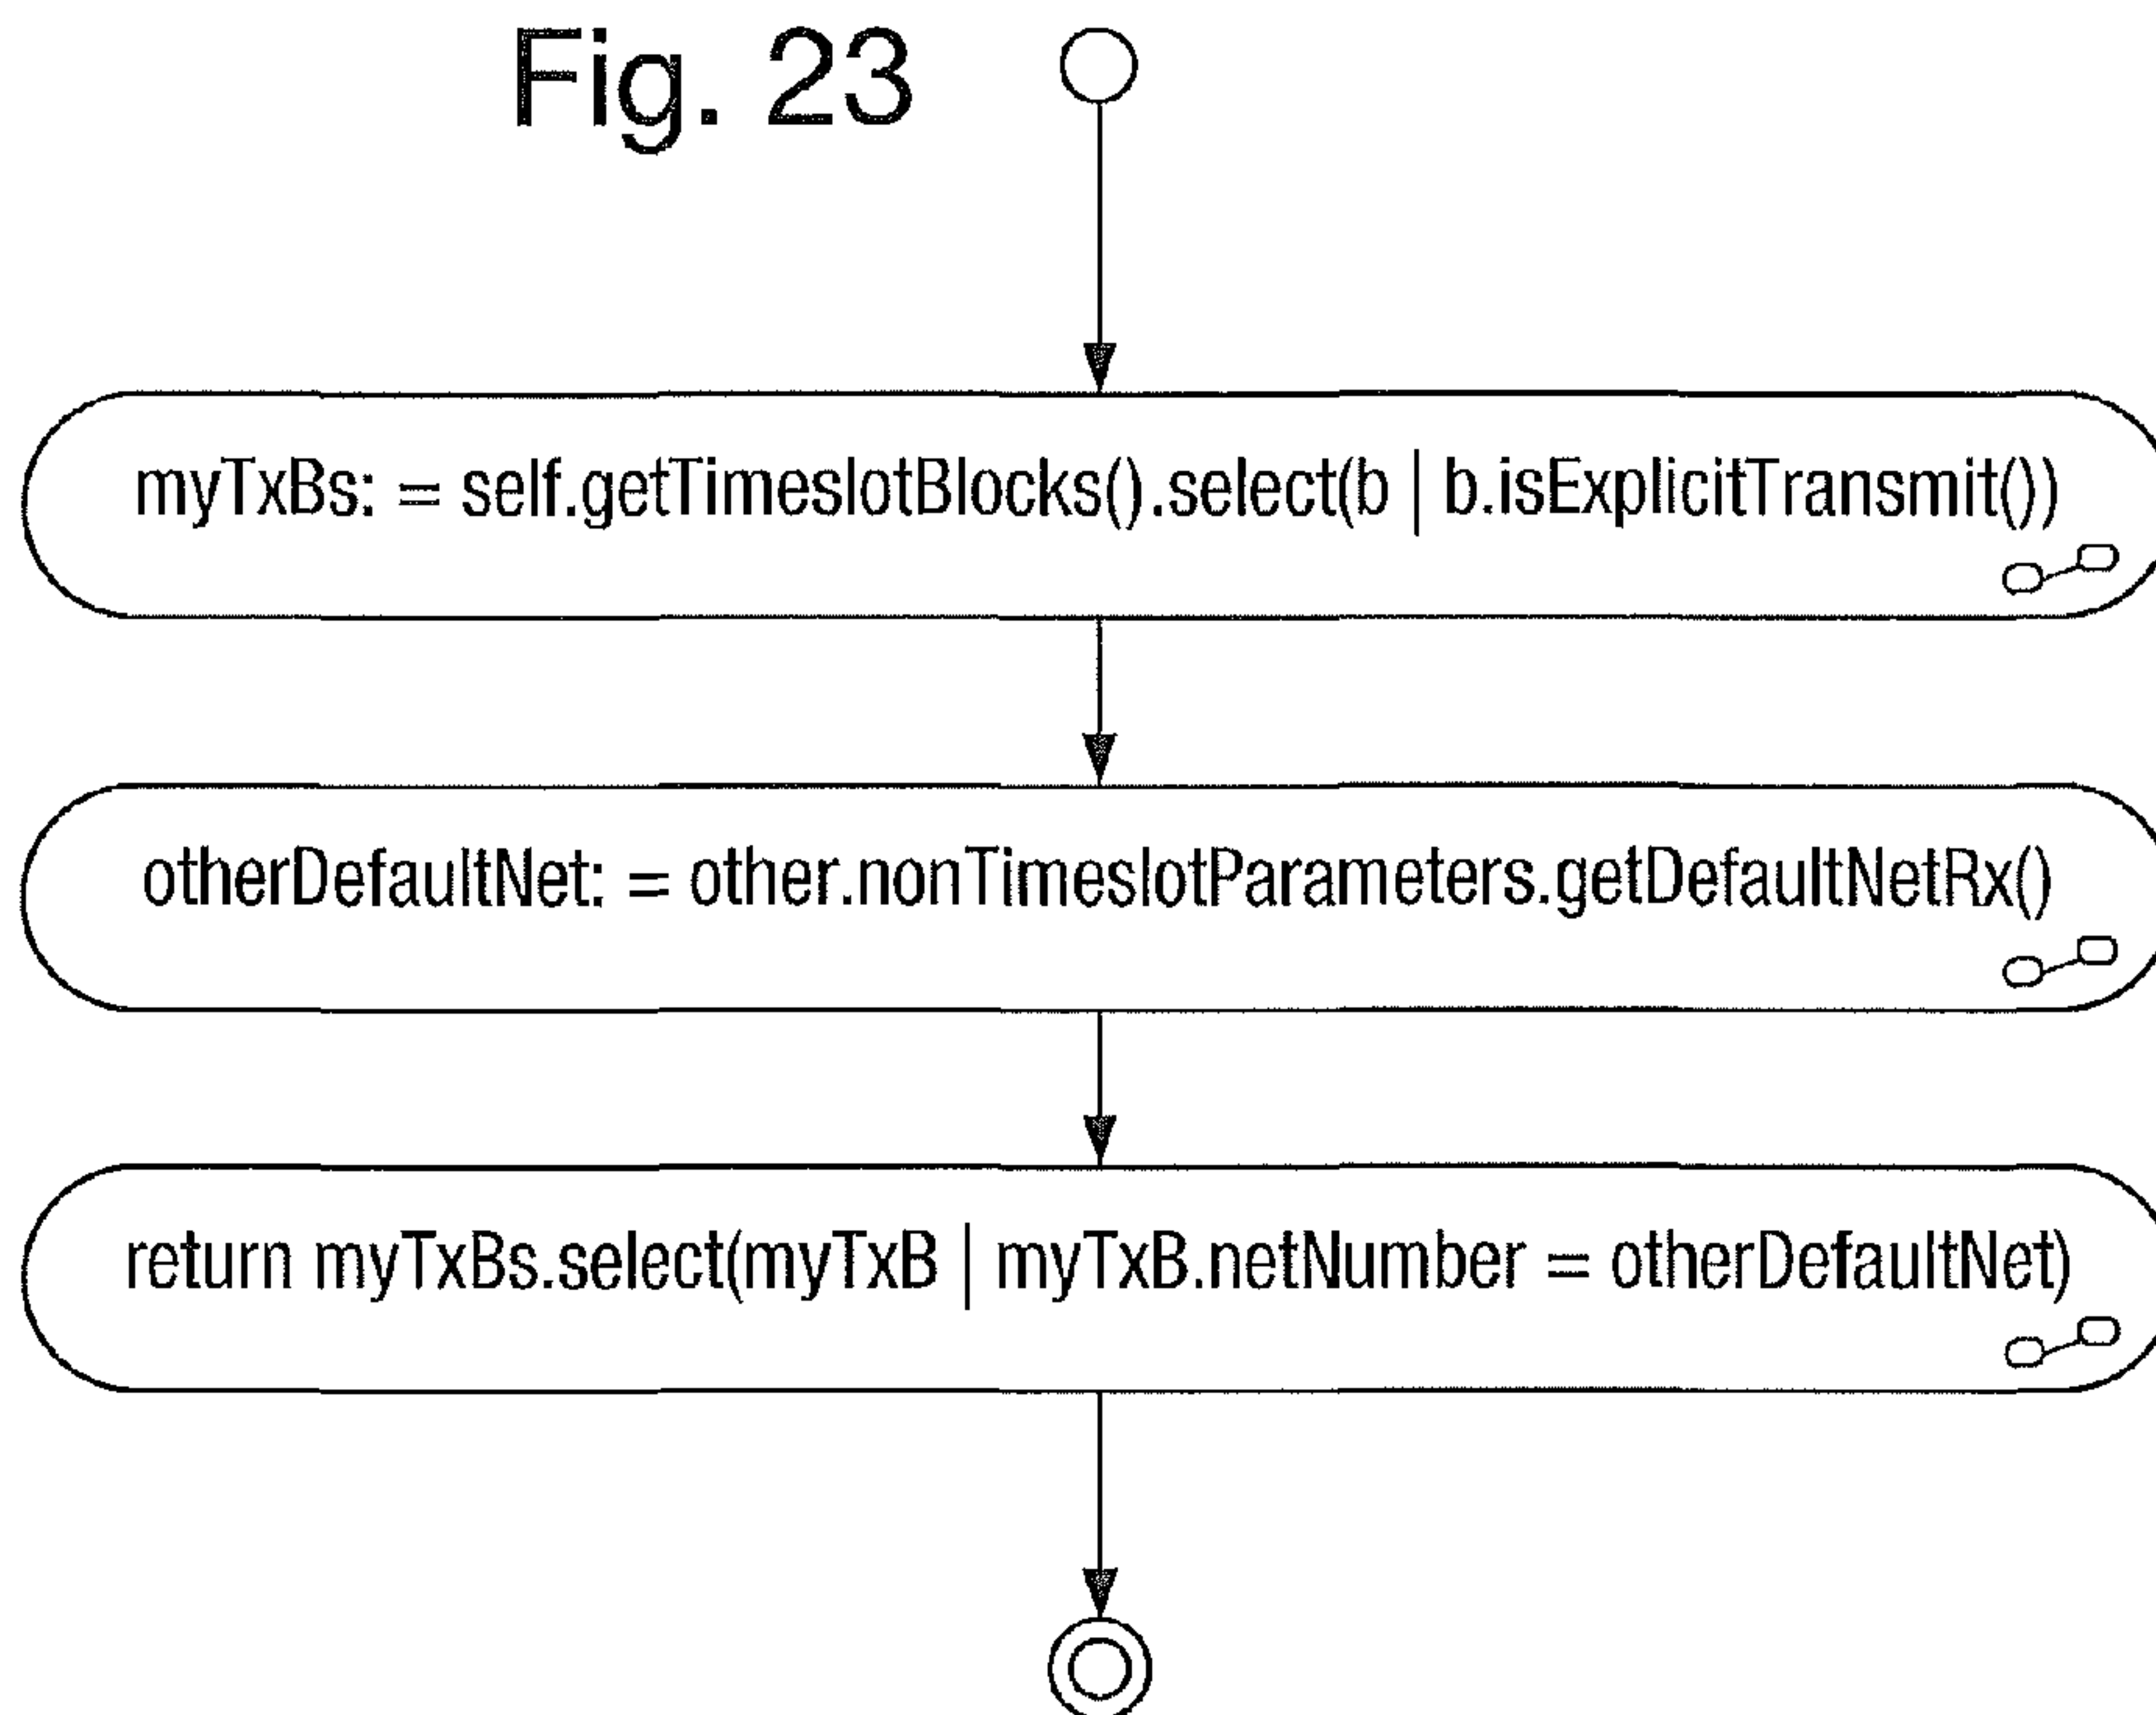 Fig. 23
myTxBs: = self.getTimeslotBlocks().select(b | b.isExplicitTransmit())
otherDefaultNet: = other.nonTimeslotParameters.getDefaultNetRx()
return myTxBs.select(myTxB | myTxB.netNumber = otherDefaultNet)